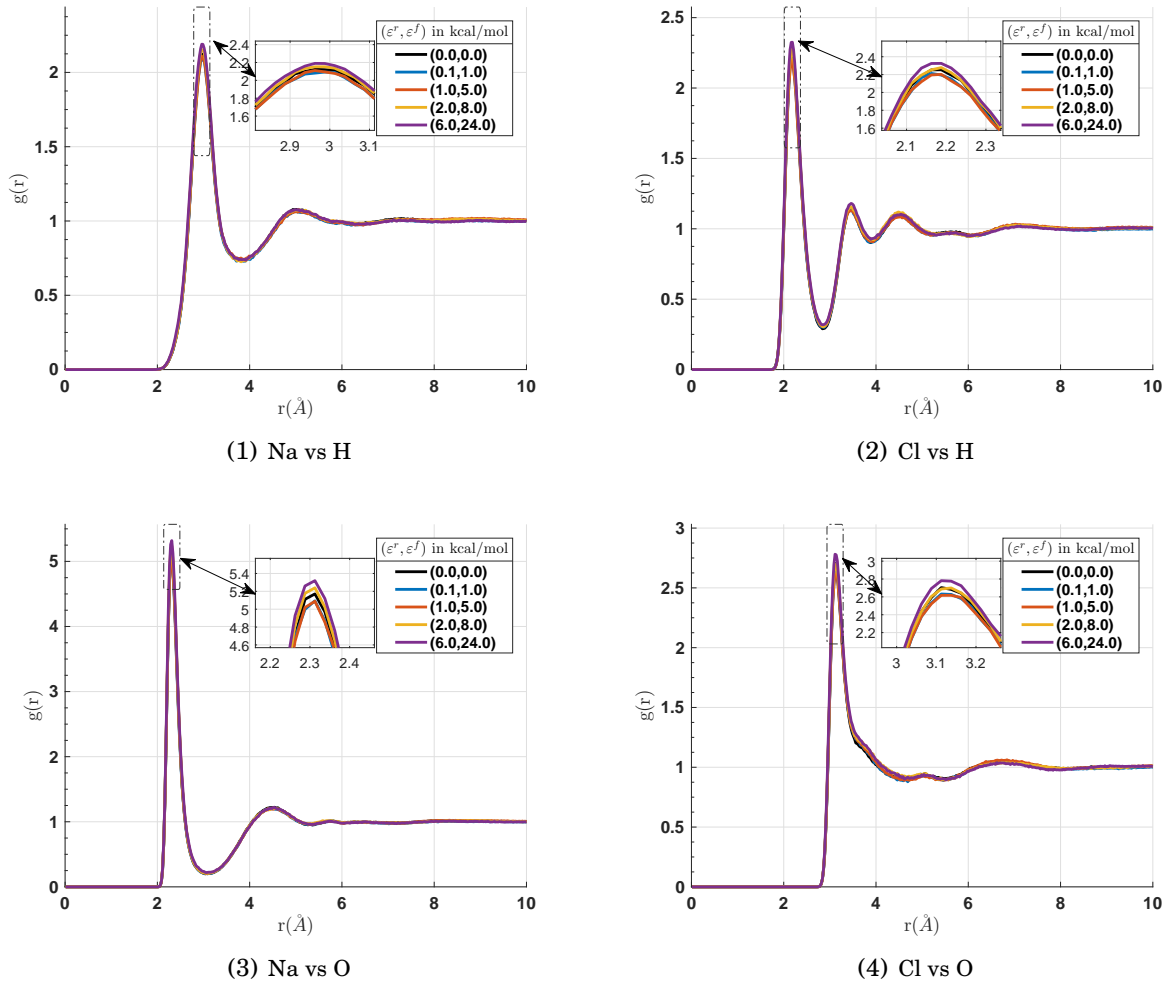 (εʳ, εᶠ) in kcal/mol
(0.0,0.0)
(0.1,1.0)
(1.0,5.0)
(2.0,8.0)
(6.0,24.0)
2.4
2.2
2
1.8
1.6
2.9 3 3.1
2
1.5
1
0.5
0
g(r)
0 2 4 6 8 10
r(Å)
(1) Na vs H
(εʳ, εᶠ) in kcal/mol
(0.0,0.0)
(0.1,1.0)
(1.0,5.0)
(2.0,8.0)
(6.0,24.0)
2.4
2.2
2
1.8
1.6
2.1 2.2 2.3
2.5
2
1.5
1
0.5
0
g(r)
0 2 4 6 8 10
r(Å)
(2) Cl vs H
(εʳ, εᶠ) in kcal/mol
(0.0,0.0)
(0.1,1.0)
(1.0,5.0)
(2.0,8.0)
(6.0,24.0)
5.4
5.2
5
4.8
4.6
2.2 2.3 2.4
5
4
3
2
1
0
g(r)
0 2 4 6 8 10
r(Å)
(3) Na vs O
(εʳ, εᶠ) in kcal/mol
(0.0,0.0)
(0.1,1.0)
(1.0,5.0)
(2.0,8.0)
(6.0,24.0)
3
2.8
2.6
2.4
2.2
3 3.1 3.2
3
2.5
2
1.5
1
0.5
0
g(r)
0 2 4 6 8 10
r(Å)
(4) Cl vs O